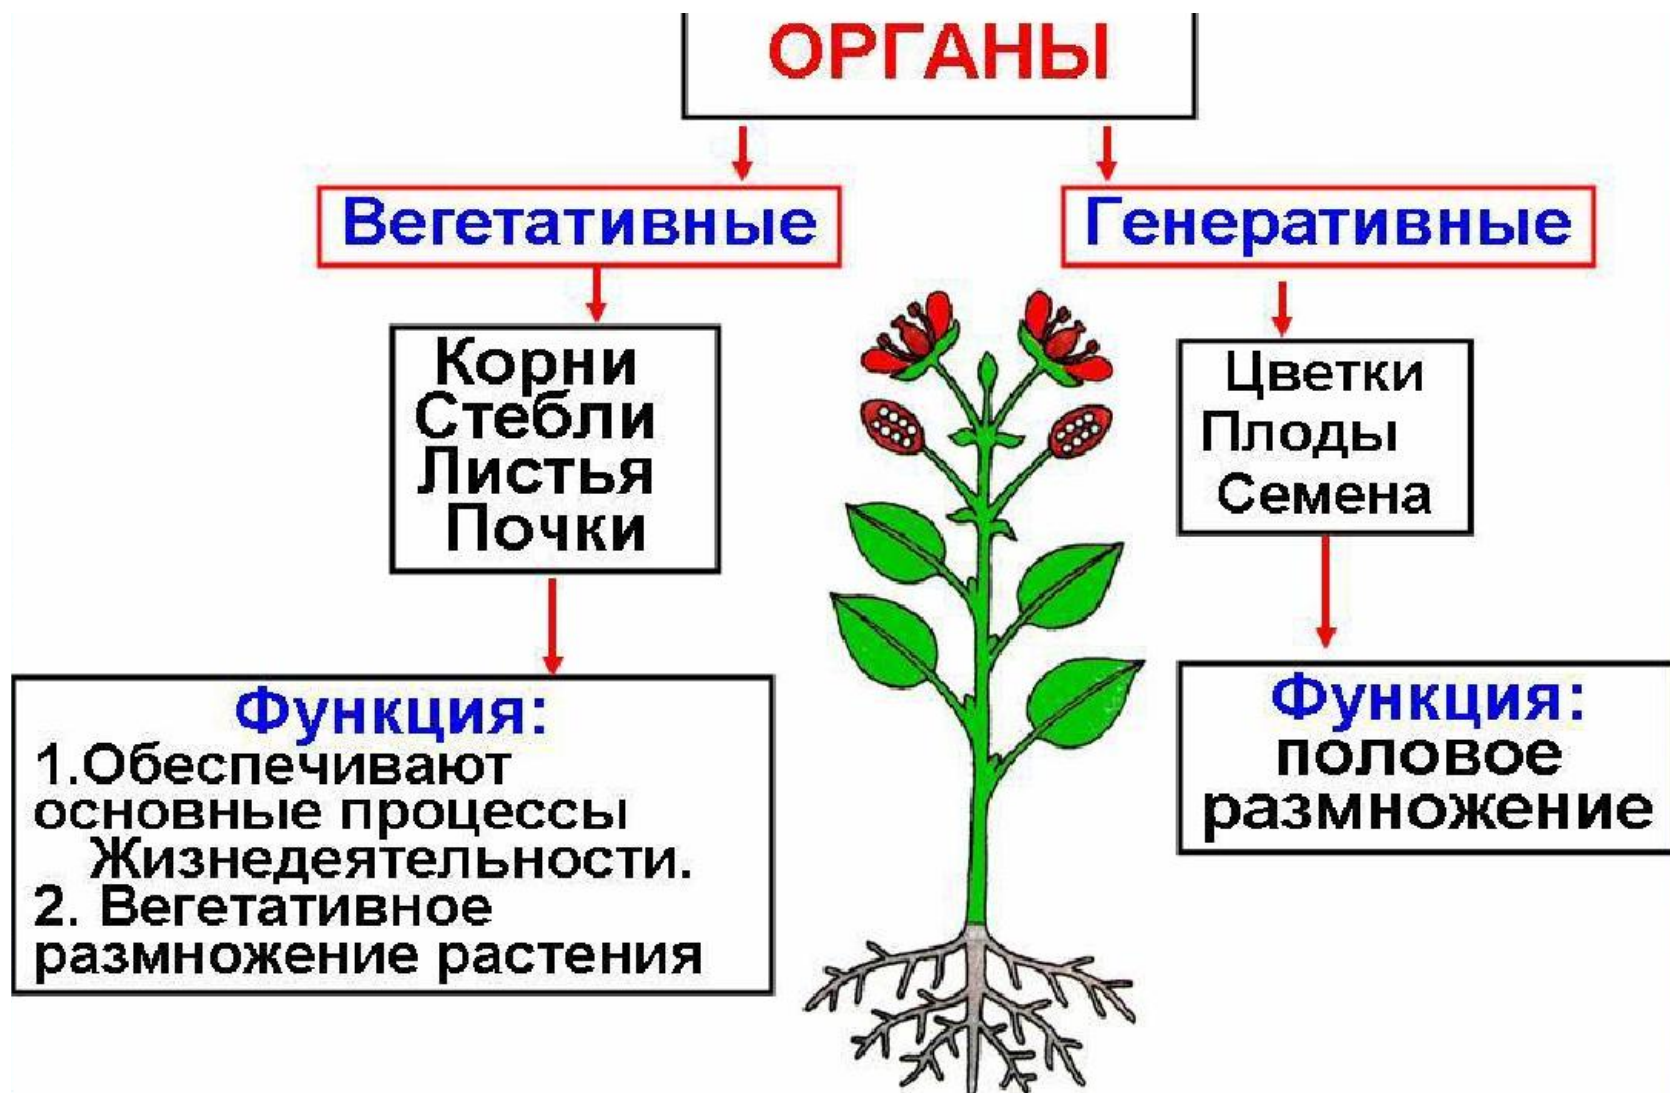 ОРГАНЫ
Вегетативные
Генеративные
Корни
Стебли
Листья
Почки
Цветки
Плоды
Семена
Функция:
1.Обеспечивают
основные процессы
Жизнедеятельности.
2. Вегетативное
размножение растения
Функция:
половое
размножение